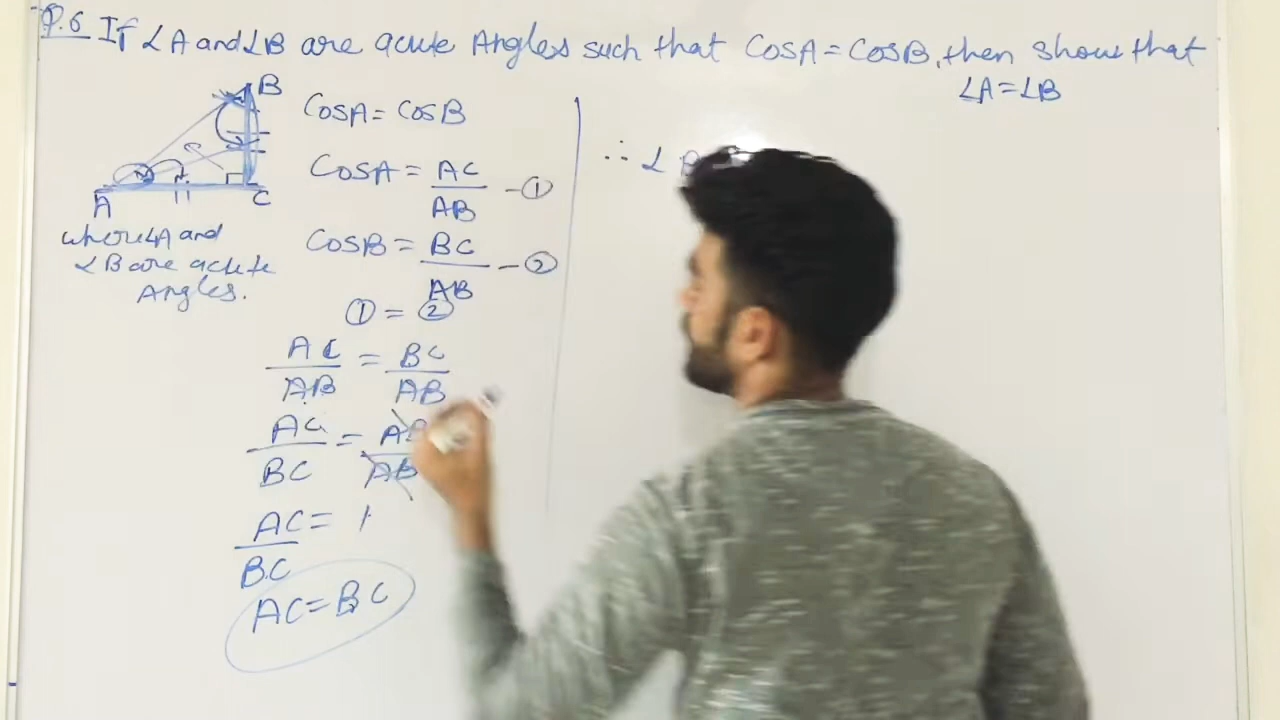 Q.6 If ∠A and ∠B are acute Angles such that CosA = CosB, then show that
∠A = ∠B
B
A
C
where ∠A and
∠B are acute
Angles.
CosA = COSB
COSA = AC/AB - ①
COSB = BC/AB - ②
① = ②
AC/AB = BC/AB
AC/BC = AB/AB
AC/BC = 1
AC = BC
∴ ∠B